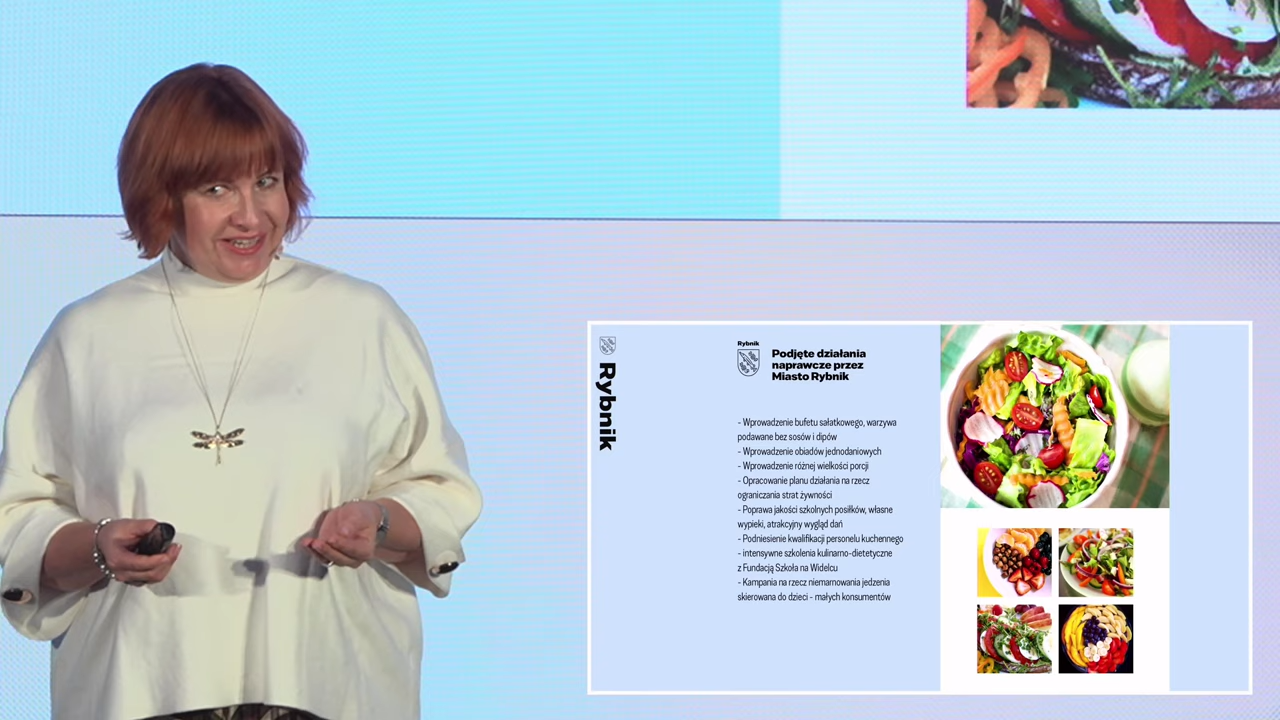 Rybnik
Rybnik
Podjęte działania
naprawcze przez
Miasto Rybnik
- Wprowadzenie bufetu sałatkowego, warzywa
podawane bez sosów i dipów
- Wprowadzenie obiadów jednodaniowych
- Wprowadzenie różnej wielkości porcji
- Opracowanie planu działania na rzecz
ograniczania strat żywności
- Poprawa jakości szkolnych posiłków, własne
wypieki, atrakcyjny wygląd dań
- Podniesienie kwalifikacji personelu kuchennego
- intensywne szkolenia kulinarno-dietetyczne
z Fundacją Szkoła na Widelcu
- Kampania na rzecz niemarnowania jedzenia
skierowana do dzieci - małych konsumentów